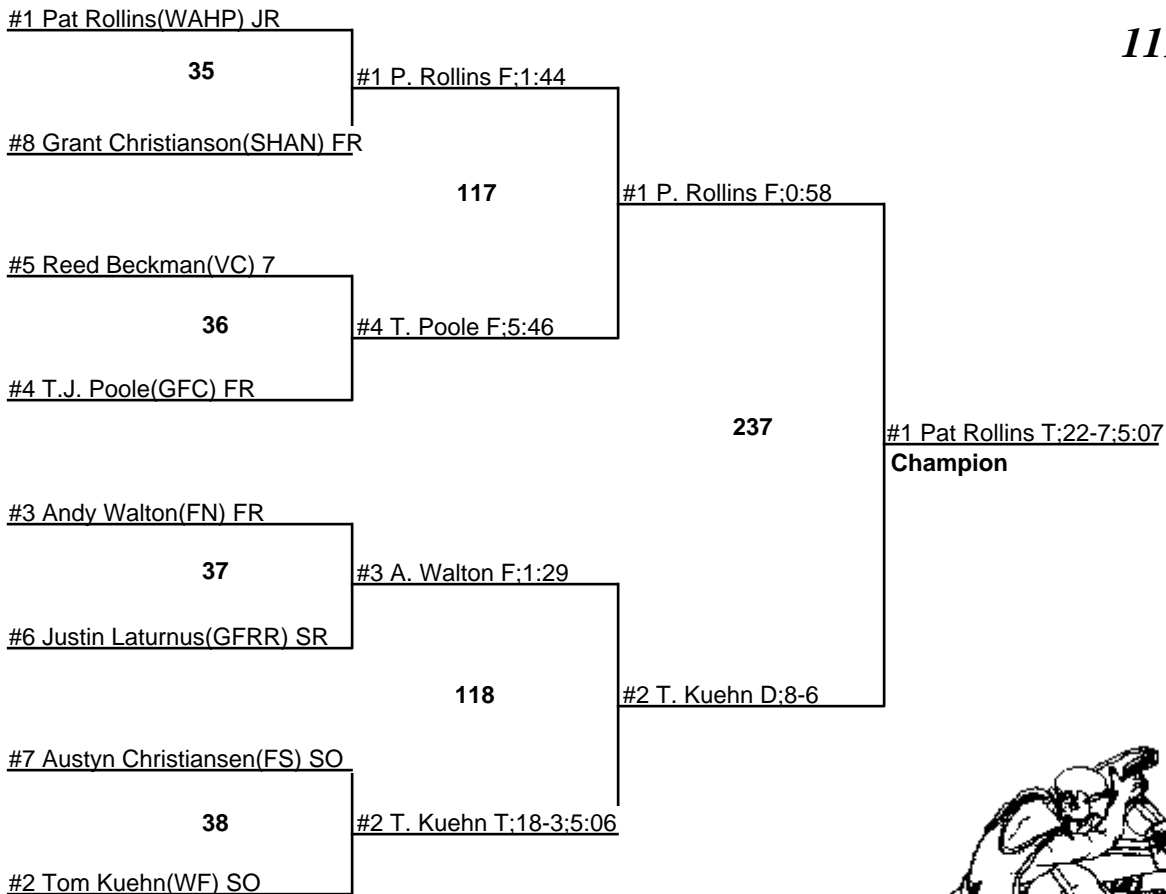 #1 Pat Rollins(WAHP) JR
35
#1 P. Rollins F;1:44
#8 Grant Christianson(SHAN) FR
117
#1 P. Rollins F;0:58
#5 Reed Beckman(VC) 7
36
#4 T. Poole F;5:46
#4 T.J. Poole(GFC) FR
237
#1 Pat Rollins T;22-7;5:07
Champion
#3 Andy Walton(FN) FR
37
#3 A. Walton F;1:29
#6 Justin Laturnus(GFRR) SR
118
#2 T. Kuehn D;8-6
#7 Austyn Christiansen(FS) SO
38
#2 T. Kuehn T;18-3;5:06
#2 Tom Kuehn(WF) SO